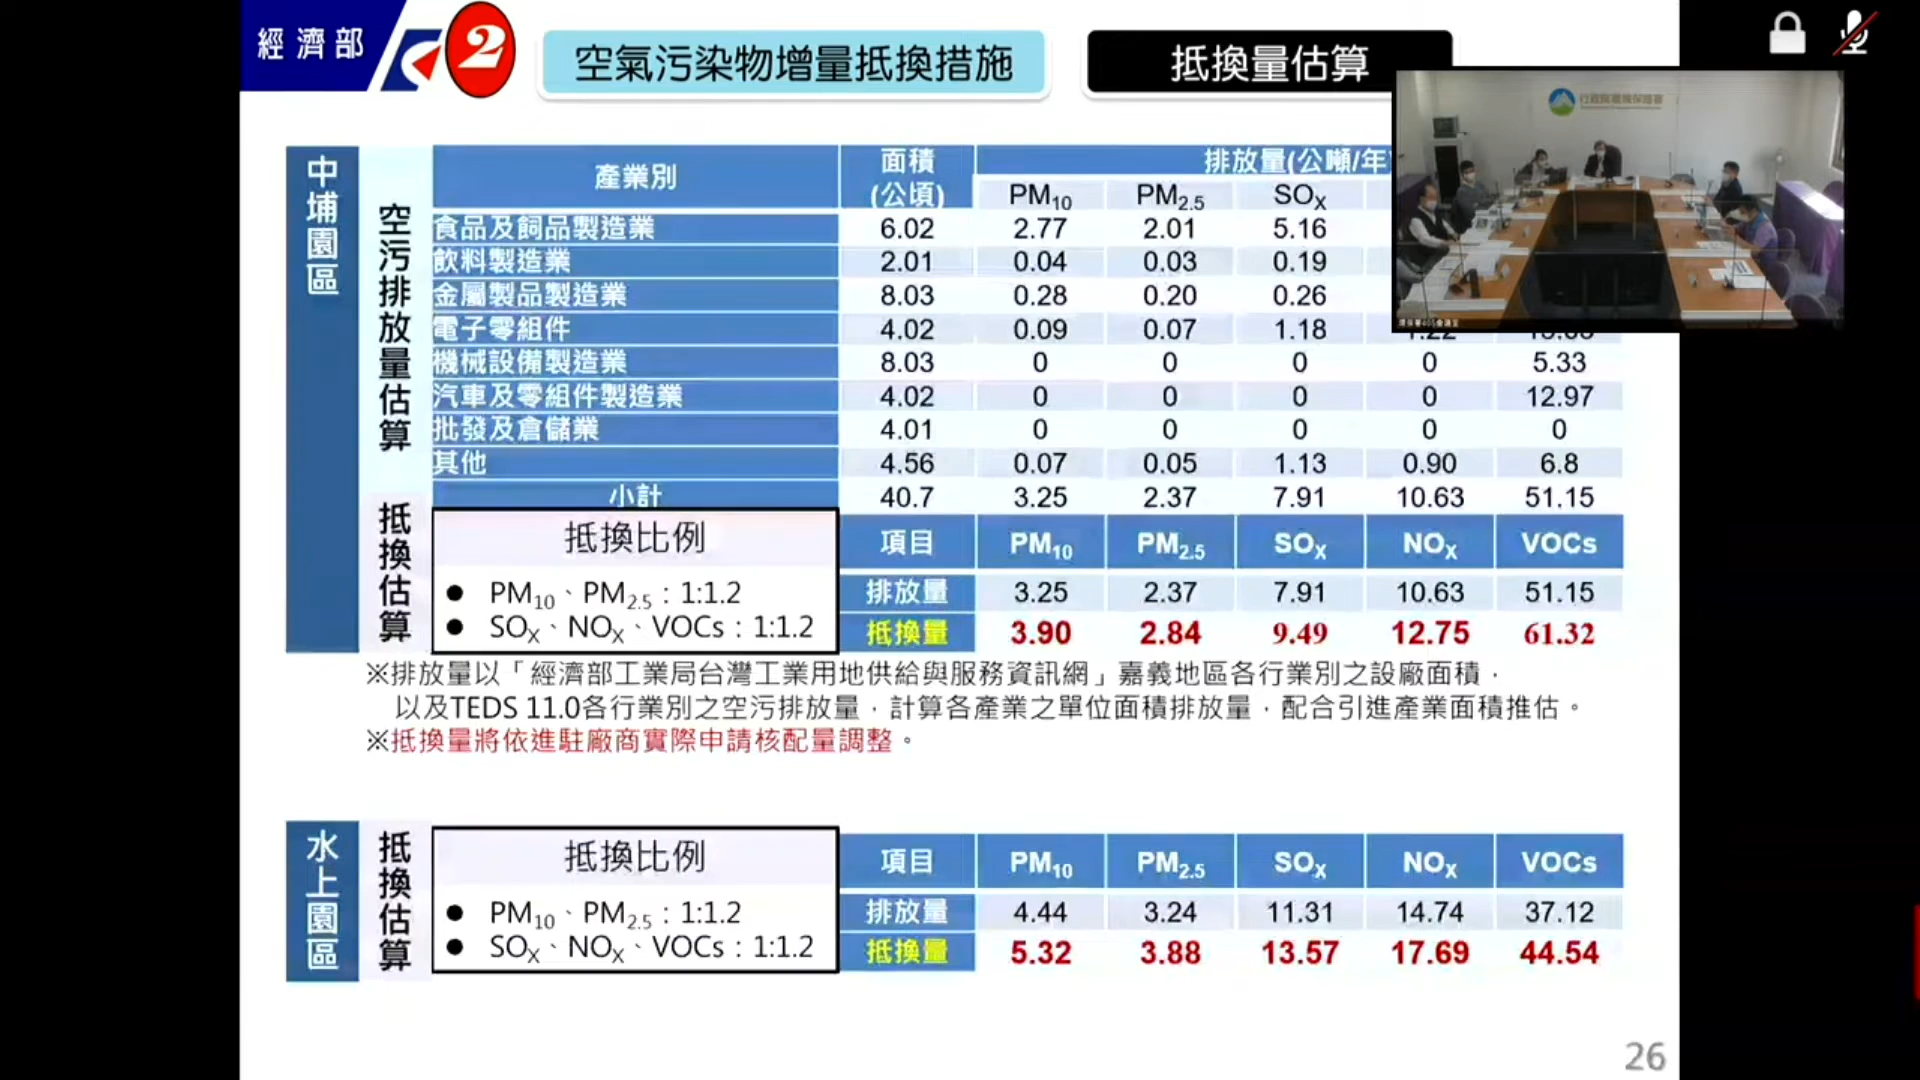 經濟部
2
空氣污染物增量抵換措施
抵換量估算
行政院環境保護署
中埔園區
空污排放量估算
產業別 面積(公頃) 排放量(公噸/年
PM10 PM2.5 SOX
食品及飼品製造業 6.02 2.77 2.01 5.16
飲料製造業 2.01 0.04 0.03 0.19
金屬製品製造業 8.03 0.28 0.20 0.26
電子零組件 4.02 0.09 0.07 1.18
機械設備製造業 8.03 0 0 0 0 5.33
汽車及零組件製造業 4.02 0 0 0 0 12.97
批發及倉儲業 4.01 0 0 0 0 0
其他 4.56 0.07 0.05 1.13 0.90 6.8
小計 40.7 3.25 2.37 7.91 10.63 51.15
抵換估算
抵換比例
● PM10、PM2.5：1:1.2
● SOX、NOX、VOCs：1:1.2
項目 PM10 PM2.5 SOX NOX VOCs
排放量 3.25 2.37 7.91 10.63 51.15
抵換量 3.90 2.84 9.49 12.75 61.32
※排放量以「經濟部工業局台灣工業用地供給與服務資訊網」嘉義地區各行業別之設廠面積，
以及TEDS 11.0各行業別之空污排放量，計算各產業之單位面積排放量，配合引進產業面積推估。
※抵換量將依進駐廠商實際申請核配量調整。
水上園區
抵換估算
抵換比例
● PM10、PM2.5：1:1.2
● SOX、NOX、VOCs：1:1.2
項目 PM10 PM2.5 SOX NOX VOCs
排放量 4.44 3.24 11.31 14.74 37.12
抵換量 5.32 3.88 13.57 17.69 44.54
26